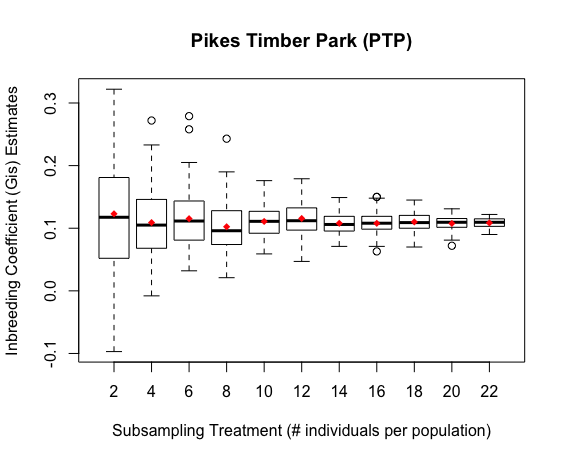 Pikes Timber Park (PTP)
Inbreeding Coefficient (Gis) Estimates
0.3
0.2
0.1
0.0
-0.1
2 4 6 8 10 12 14 16 18 20 22
Subsampling Treatment (# individuals per population)